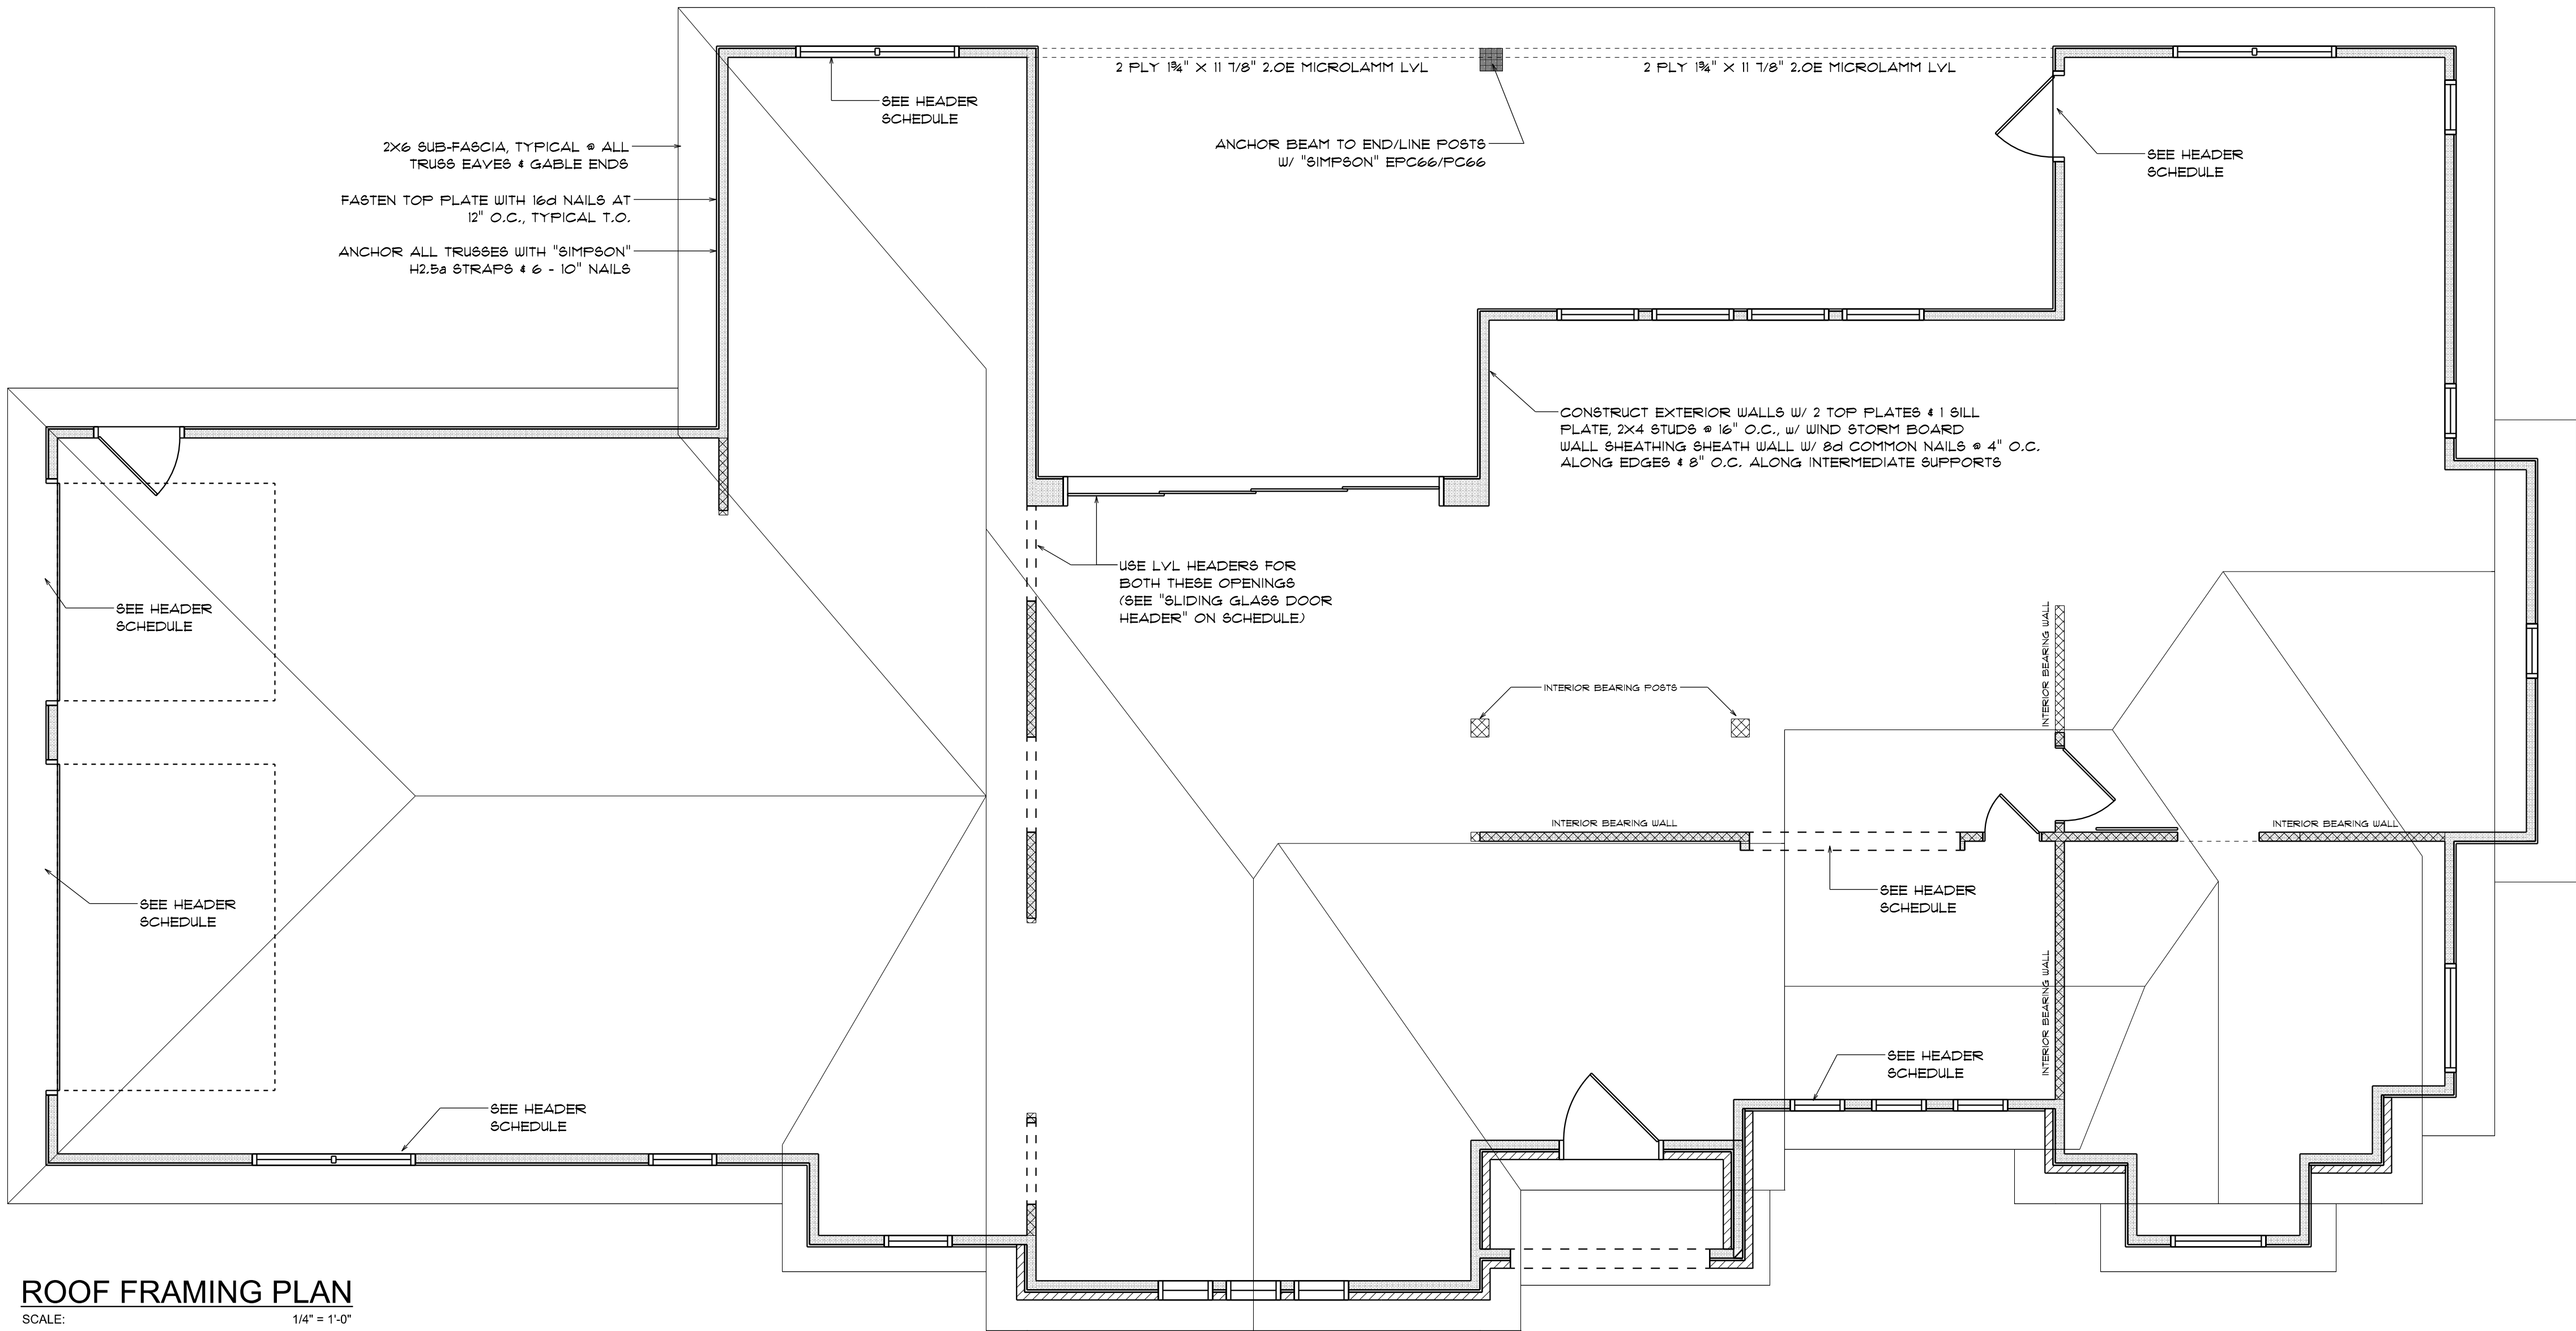 2 PLY 1¾" X 11 7/8" 2.0E MICROLAMM LVL
2 PLY 1¾" X 11 7/8" 2.0E MICROLAMM LVL
SEE HEADER
SCHEDULE
2X6 SUB-FASCIA, TYPICAL @ ALL
TRUSS EAVES & GABLE ENDS
ANCHOR BEAM TO END/LINE POSTS
W/ "SIMPSON" EPC66/PC66
SEE HEADER
SCHEDULE
FASTEN TOP PLATE WITH 16d NAILS AT
12" O.C., TYPICAL T.O.
ANCHOR ALL TRUSSES WITH "SIMPSON"
H2.5a STRAPS & 6 - 10" NAILS
CONSTRUCT EXTERIOR WALLS W/ 2 TOP PLATES & 1 SILL
PLATE, 2X4 STUDS @ 16" O.C., W/ WIND STORM BOARD
WALL SHEATHING SHEATH WALL W/ 8d COMMON NAILS @ 4" O.C.
ALONG EDGES & 8" O.C. ALONG INTERMEDIATE SUPPORTS
USE LVL HEADERS FOR
BOTH THESE OPENINGS
(SEE "SLIDING GLASS DOOR
HEADER" ON SCHEDULE)
SEE HEADER
SCHEDULE
INTERIOR BEARING WALL
INTERIOR BEARING POSTS
INTERIOR BEARING WALL
INTERIOR BEARING WALL
SEE HEADER
SCHEDULE
SEE HEADER
SCHEDULE
INTERIOR BEARING WALL
SEE HEADER
SCHEDULE
SEE HEADER
SCHEDULE
ROOF FRAMING PLAN
SCALE: 1/4" = 1'-0"